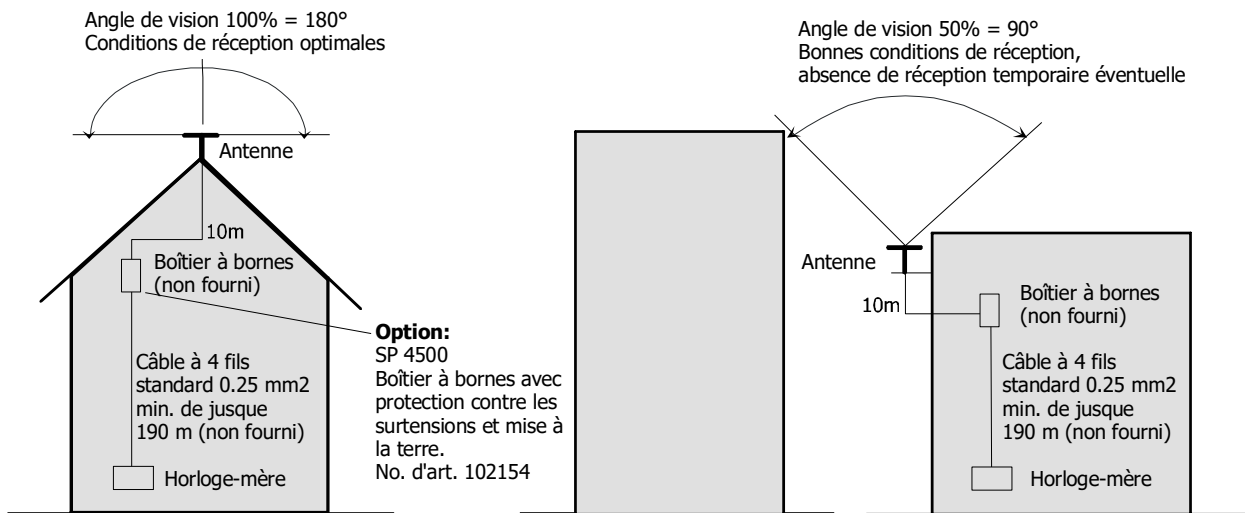 Angle de vision 100% = 180°
Conditions de réception optimales
Antenne
10m
Boîtier à bornes
(non fourni)
Option:
SP 4500
Boîtier à bornes avec
protection contre les
surtensions et mise à
la terre.
No. d'art. 102154
Câble à 4 fils
standard 0.25 mm2
min. de jusque
190 m (non fourni)
Horloge-mère
Angle de vision 50% = 90°
Bonnes conditions de réception,
absence de réception temporaire éventuelle
Antenne
10m
Boîtier à bornes
(non fourni)
Câble à 4 fils
standard 0.25 mm2
min. de jusque
190 m (non fourni)
Horloge-mère